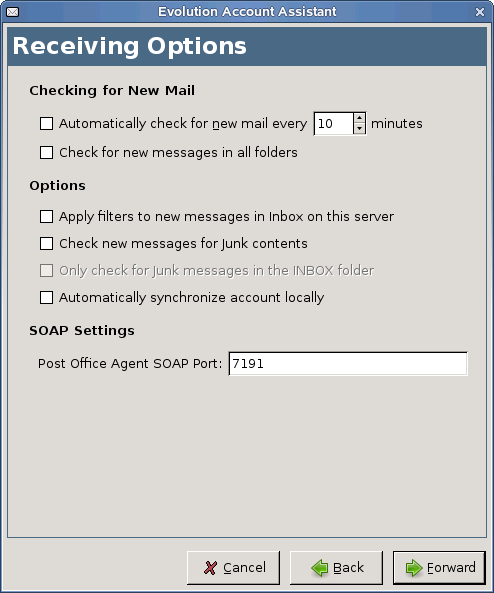 Evolution Account Assistant
Receiving Options
Checking for New Mail
Automatically check for new mail every 10 minutes
Check for new messages in all folders
Options
Apply filters to new messages in Inbox on this server
Check new messages for Junk contents
Only check for Junk messages in the INBOX folder
Automatically synchronize account locally
SOAP Settings
Post Office Agent SOAP Port: 7191
Cancel Back Forward